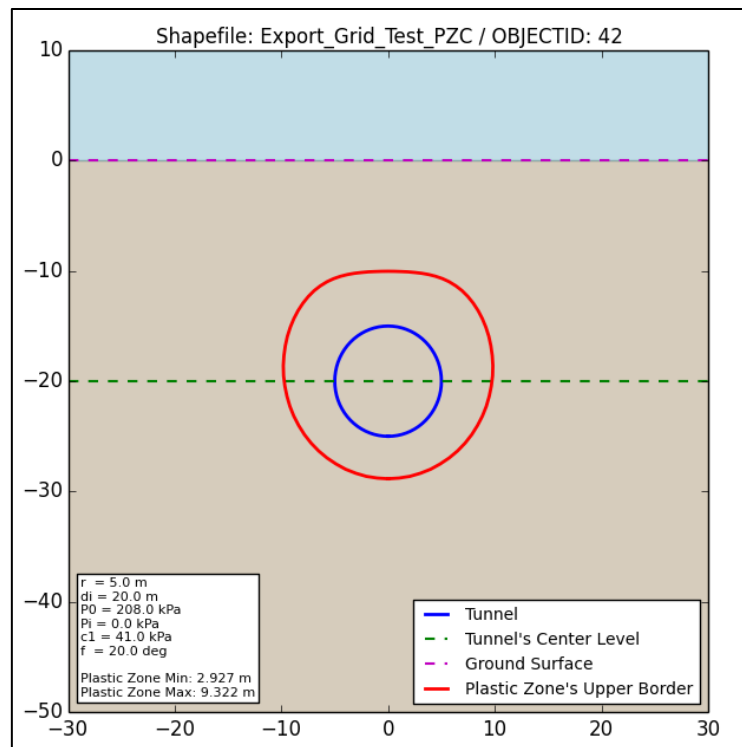 Shapefile: Export_Grid_Test_PZC / OBJECTID: 42
10
0
−10
−20
−30
−40
−50
r = 5.0 m
di = 20.0 m
P0 = 208.0 kPa
Pi = 0.0 kPa
c1 = 41.0 kPa
f = 20.0 deg
Plastic Zone Min: 2.927 m
Plastic Zone Max: 9.322 m
Tunnel
Tunnel's Center Level
Ground Surface
Plastic Zone's Upper Border
−30 −20 −10 0 10 20 30